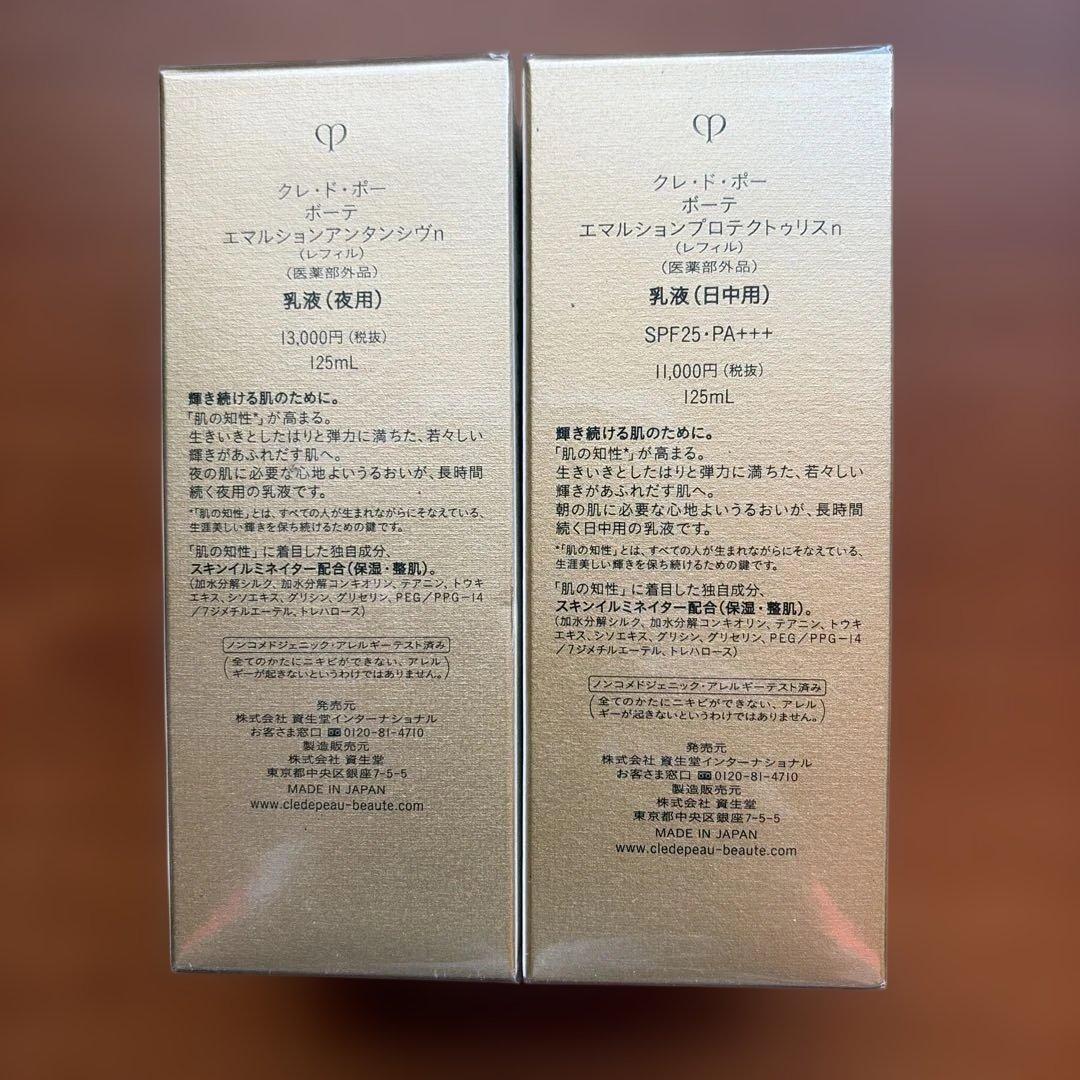 クレ・ド・ポー
ボーテ
エマルションアンタンシヴn
(レフィル)
(医薬部外品)
乳液(夜用)
13,000円(税抜)
125mL
輝き続ける肌のために。
「肌の知性*」が高まる。
生きいきとしたはりと弾力に満ちた、若々しい
輝きがあふれだす肌へ。
夜の肌に必要な心地よいうるおいが、長時間
続く夜用の乳液です。
*「肌の知性」とは、すべての人が生まれながらにそなえている、
生涯美しい輝きを保ち続けるための鍵です。
「肌の知性」に着目した独自成分、
スキンイルミネイター配合(保湿・整肌)。
(加水分解シルク、加水分解コンキオリン、テアニン、トウキ
エキス、シソエキス、グリシン、グリセリン、PEG/PPG-14
/7ジメチルエーテル、トレハロース)
ノンコメドジェニック・アレルギーテスト済み
(全てのかたにニキビができない、アレル
ギーが起きないというわけではありません。)
発売元
株式会社 資生堂インターナショナル
お客さま窓口 0120-81-4710
製造販売元
株式会社 資生堂
東京都中央区銀座7-5-5
MADE IN JAPAN
www.cledepeau-beaute.com
クレ・ド・ポー
ボーテ
エマルションプロテクトゥリスn
(レフィル)
(医薬部外品)
乳液(日中用)
SPF25・PA+++
11,000円(税抜)
125mL
輝き続ける肌のために。
「肌の知性*」が高まる。
生きいきとしたはりと弾力に満ちた、若々しい
輝きがあふれだす肌へ。
朝の肌に必要な心地よいうるおいが、長時間
続く日中用の乳液です。
*「肌の知性」とは、すべての人が生まれながらにそなえている、
生涯美しい輝きを保ち続けるための鍵です。
「肌の知性」に着目した独自成分、
スキンイルミネイター配合(保湿・整肌)。
(加水分解シルク、加水分解コンキオリン、テアニン、トウキ
エキス、シソエキス、グリシン、グリセリン、PEG/PPG-14
/7ジメチルエーテル、トレハロース)
ノンコメドジェニック・アレルギーテスト済み
(全てのかたにニキビができない、アレル
ギーが起きないというわけではありません。)
発売元
株式会社 資生堂インターナショナル
お客さま窓口 0120-81-4710
製造販売元
株式会社 資生堂
東京都中央区銀座7-5-5
MADE IN JAPAN
www.cledepeau-beaute.com